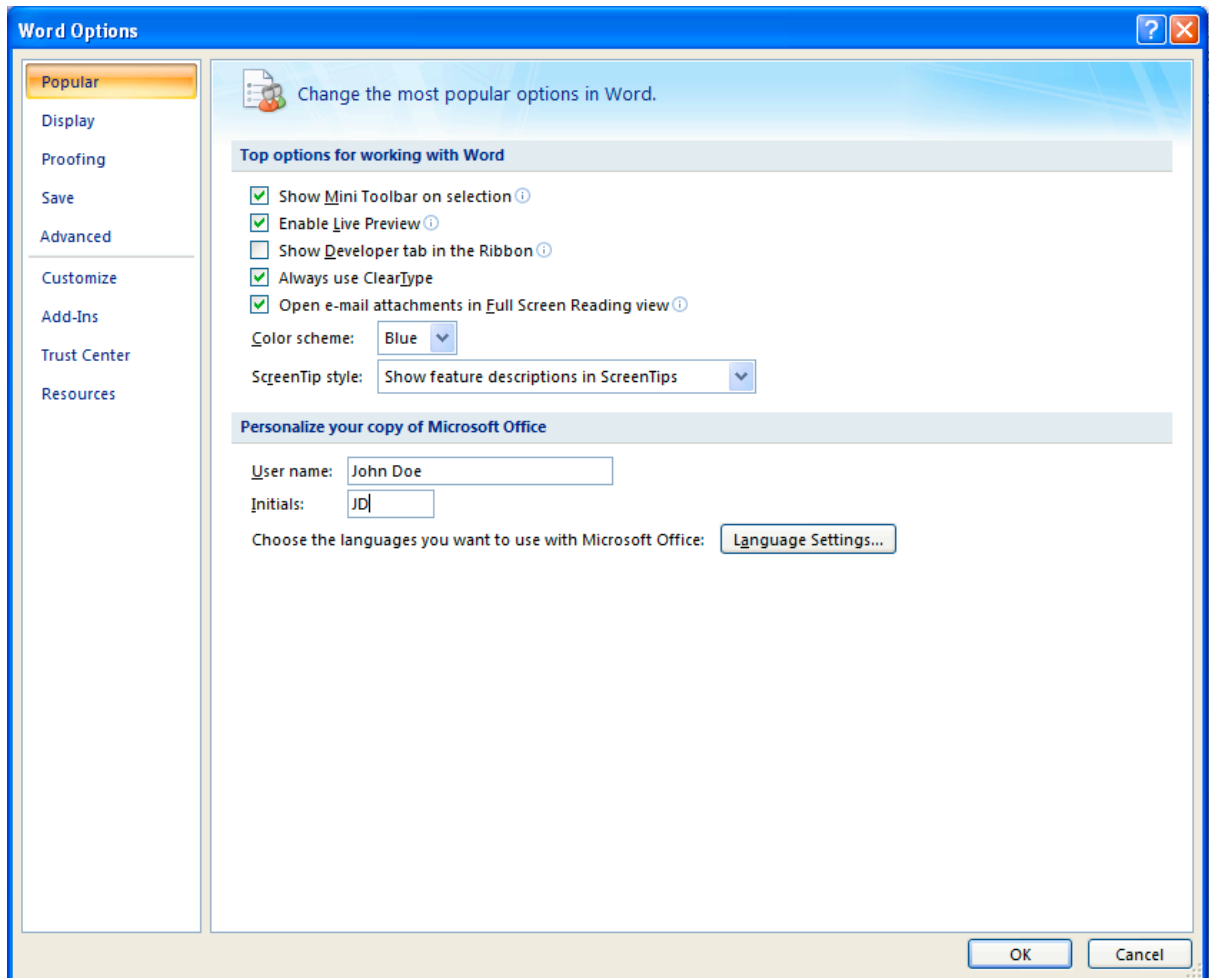 Word Options
Popular
Display
Proofing
Save
Advanced
Customize
Add-Ins
Trust Center
Resources
Change the most popular options in Word.
Top options for working with Word
Show Mini Toolbar on selection
Enable Live Preview
Show Developer tab in the Ribbon
Always use ClearType
Open e-mail attachments in Full Screen Reading view
Color scheme: Blue
ScreenTip style: Show feature descriptions in ScreenTips
Personalize your copy of Microsoft Office
User name: John Doe
Initials: JD
Choose the languages you want to use with Microsoft Office: Language Settings...
OK Cancel